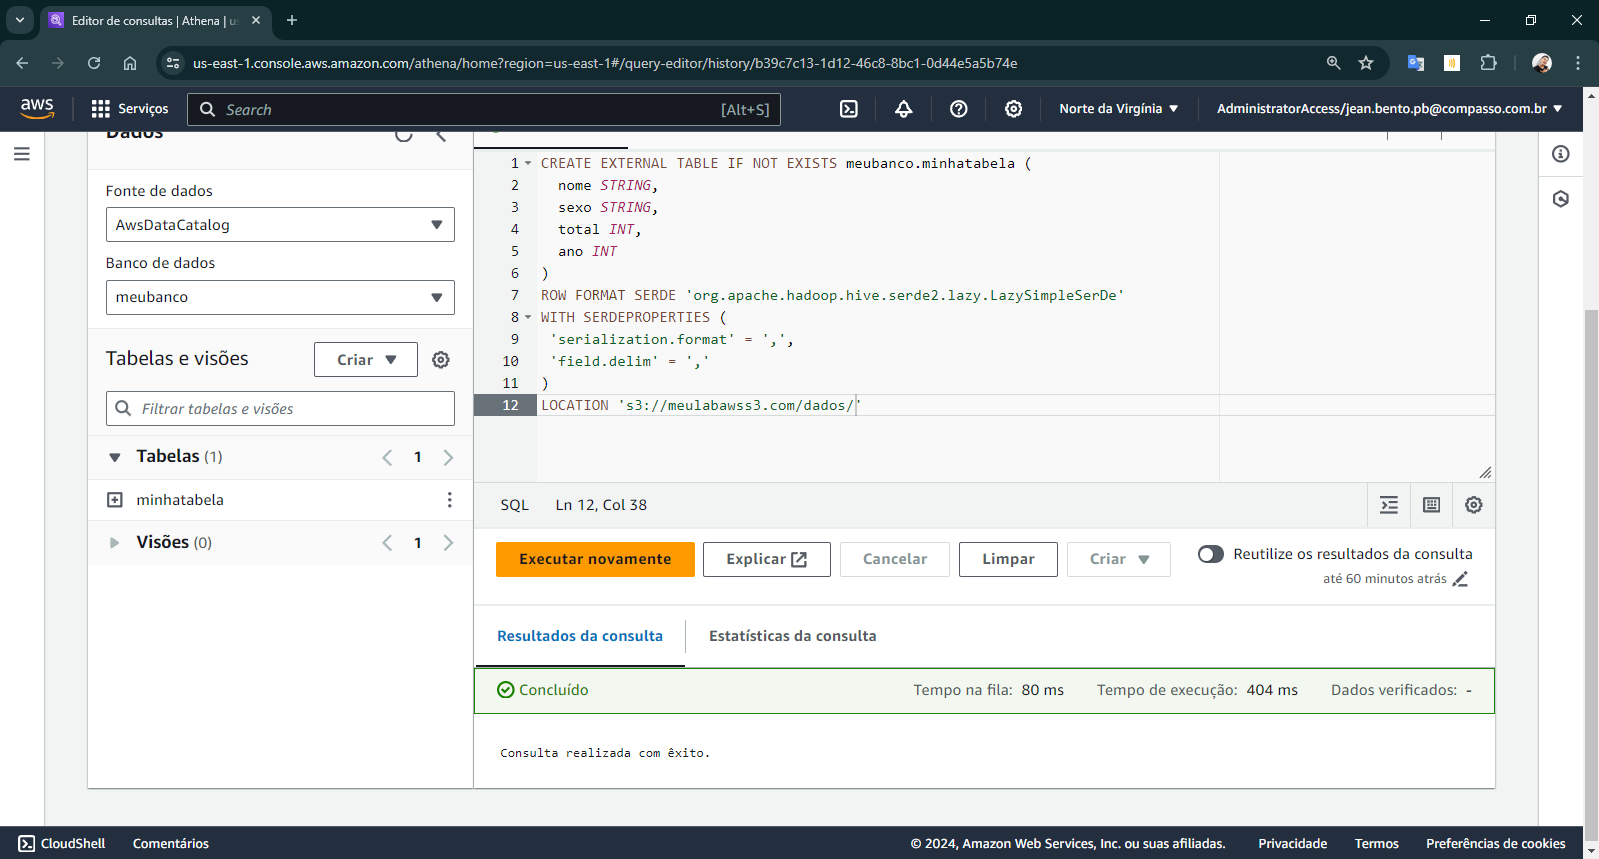 Editor de consultas | Athena | us
us-east-1.console.aws.amazon.com/athena/home?region=us-east-1#/query-editor/history/b39c7c13-1d12-46c8-8bc1-0d44e5a5b74e
aws
Serviços
Search
[Alt+S]
Norte da Virgínia
AdministratorAccess/jean.bento.pb@compasso.com.br
Dados
Fonte de dados
AwsDataCatalog
Banco de dados
meubanco
Tabelas e visões
Criar
Filtrar tabelas e visões
Tabelas (1)
1
minhatabela
Visões (0)
1
1 CREATE EXTERNAL TABLE IF NOT EXISTS meubanco.minhatabela (
2 nome STRING,
3 sexo STRING,
4 total INT,
5 ano INT
6 )
7 ROW FORMAT SERDE 'org.apache.hadoop.hive.serde2.lazy.LazySimpleSerDe'
8 WITH SERDEPROPERTIES (
9 'serialization.format' = ',',
10 'field.delim' = ','
11 )
12 LOCATION 's3://meulabawss3.com/dados/'
SQL
Ln 12, Col 38
Executar novamente
Explicar
Cancelar
Limpar
Criar
Reutilize os resultados da consulta
até 60 minutos atrás
Resultados da consulta
Estatísticas da consulta
Concluído
Tempo na fila: 80 ms
Tempo de execução: 404 ms
Dados verificados: -
Consulta realizada com êxito.
CloudShell
Comentários
© 2024, Amazon Web Services, Inc. ou suas afiliadas.
Privacidade
Termos
Preferências de cookies